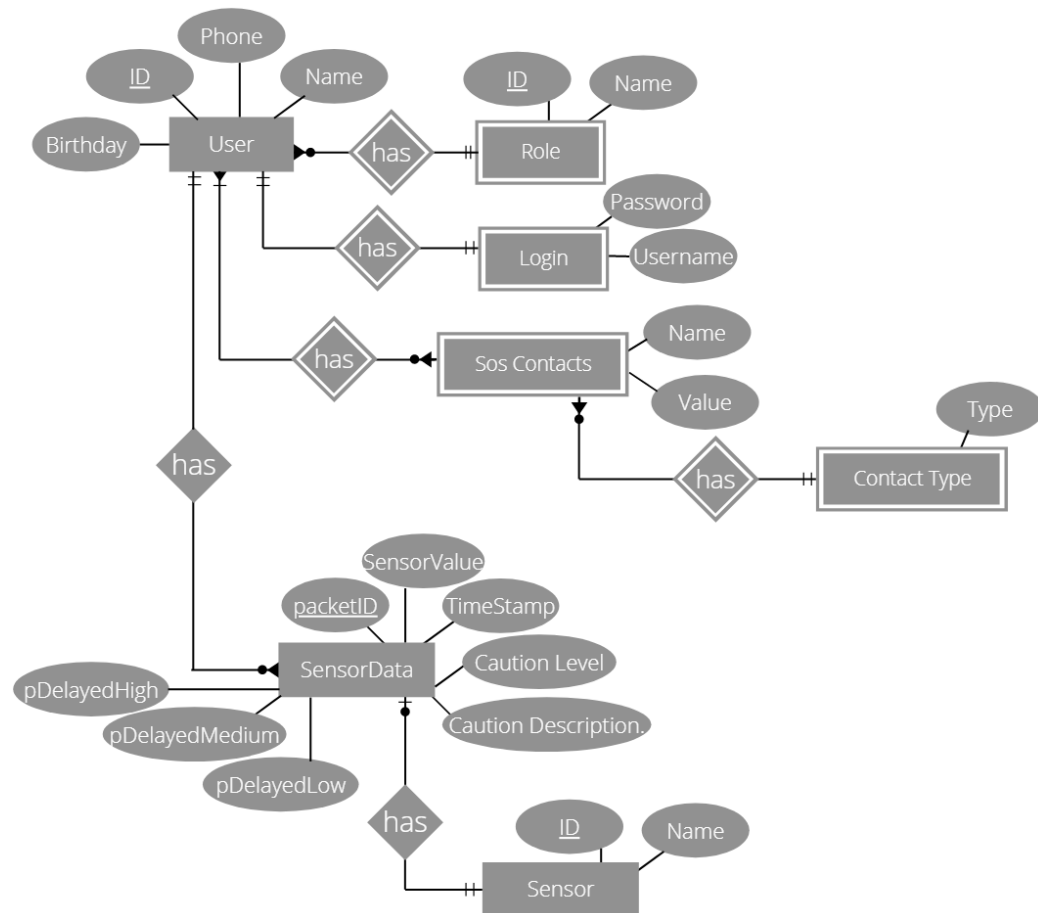 Phone
ID
Name
Birthday
User
has
ID
Name
Role
has
Password
Username
Login
has
Sos Contacts
Name
Value
Type
has
Contact Type
has
SensorValue
packetID
TimeStamp
SensorData
Caution Level
pDelayedHigh
Caution Description.
pDelayedMedium
pDelayedLow
has
ID
Name
Sensor